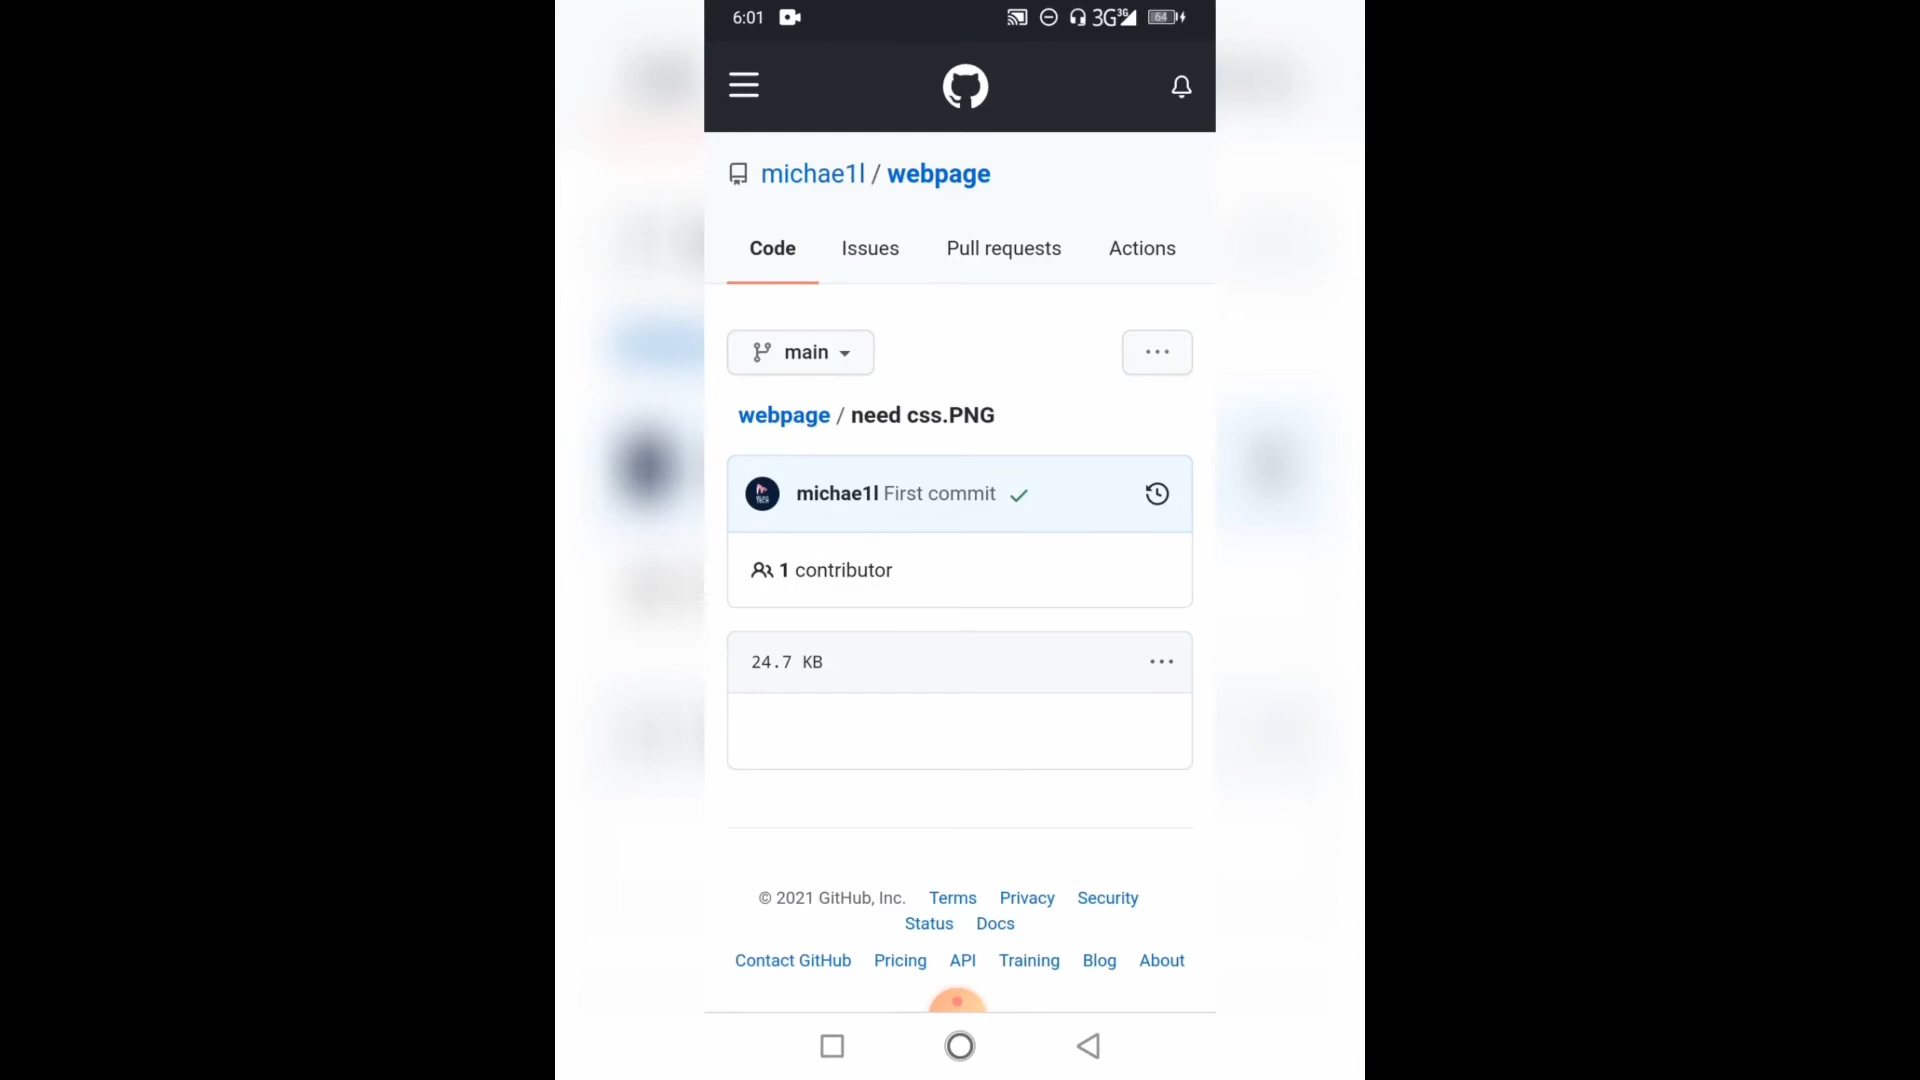 6:01 3G 3G 64
michae1l / webpage
Code Issues Pull requests Actions
main
webpage / need css.PNG
michae1l First commit
1 contributor
24.7 KB
© 2021 GitHub, Inc. Terms Privacy Security
Status Docs
Contact GitHub Pricing API Training Blog About